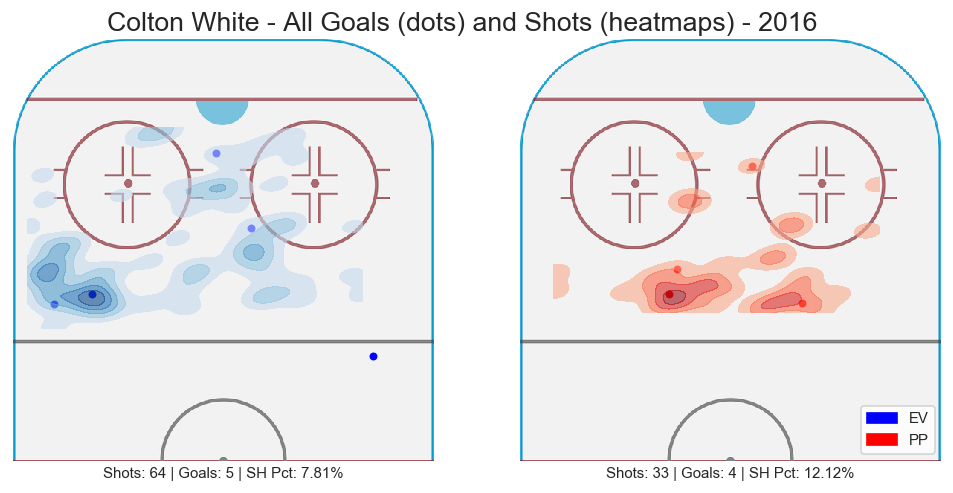 Colton White - All Goals (dots) and Shots (heatmaps) - 2016
EV
PP
Shots: 64 | Goals: 5 | SH Pct: 7.81%
Shots: 33 | Goals: 4 | SH Pct: 12.12%